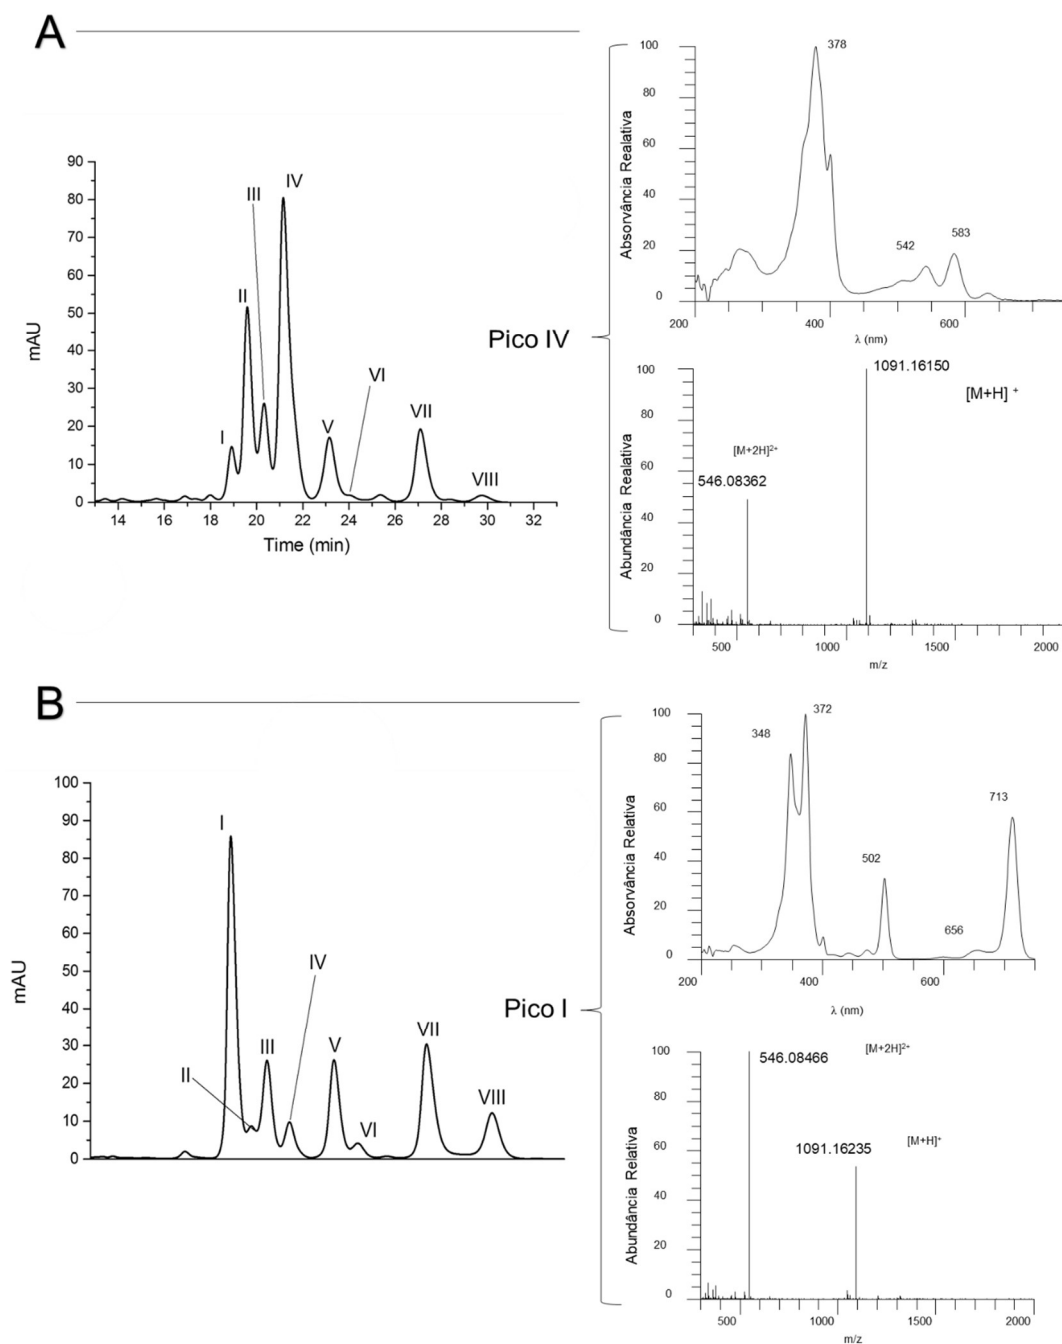 A
90
80
70
60
50
40
30
20
10
0
mAU
I
II
III
IV
V
VI
VII
VIII
14 16 18 20 22 24 26 28 30 32
Time (min)
Pico IV
Absorvância Realativa
100
80
60
40
20
0
378
542
583
200 400 600
λ (nm)
Abundância Realativa
100
80
60
40
20
0
1091.16150
[M+H] +
[M+2H]2+
546.08362
500 1000 1500 2000
m/z
B
100
90
80
70
60
50
40
30
20
10
0
mAU
I
II
III
IV
V
VI
VII
VIII
Pico I
Absorvância Relativa
100
80
60
40
20
0
348
372
502
656
713
200 400 600
λ (nm)
Abundância Relativa
100
80
60
40
20
0
546.08466
[M+2H]2+
1091.16235
[M+H]+
500 1000 1500 2000
m/z